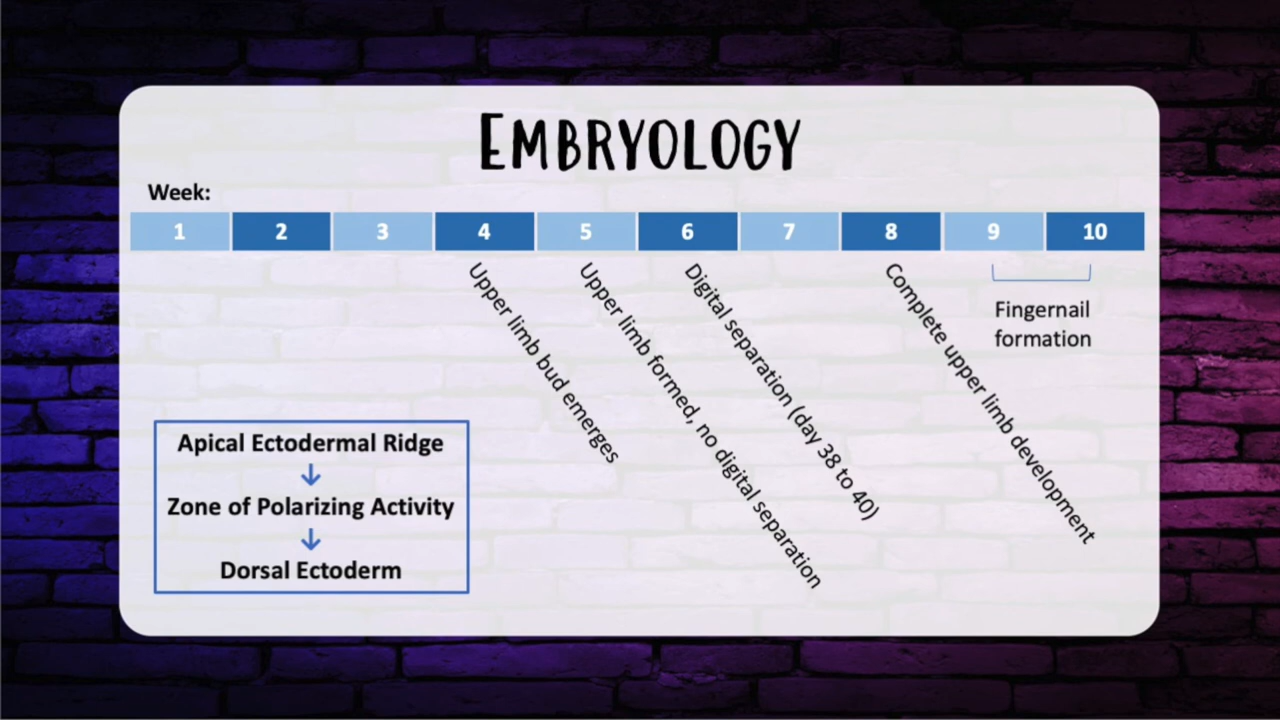 EMBRYOLOGY
Week:
1 2 3 4 5 6 7 8 9 10
Upper limb bud emerges
Upper limb formed, no digital separation
Digital separation (day 38 to 40)
Complete upper limb development
Fingernail
formation
Apical Ectodermal Ridge
↓
Zone of Polarizing Activity
↓
Dorsal Ectoderm